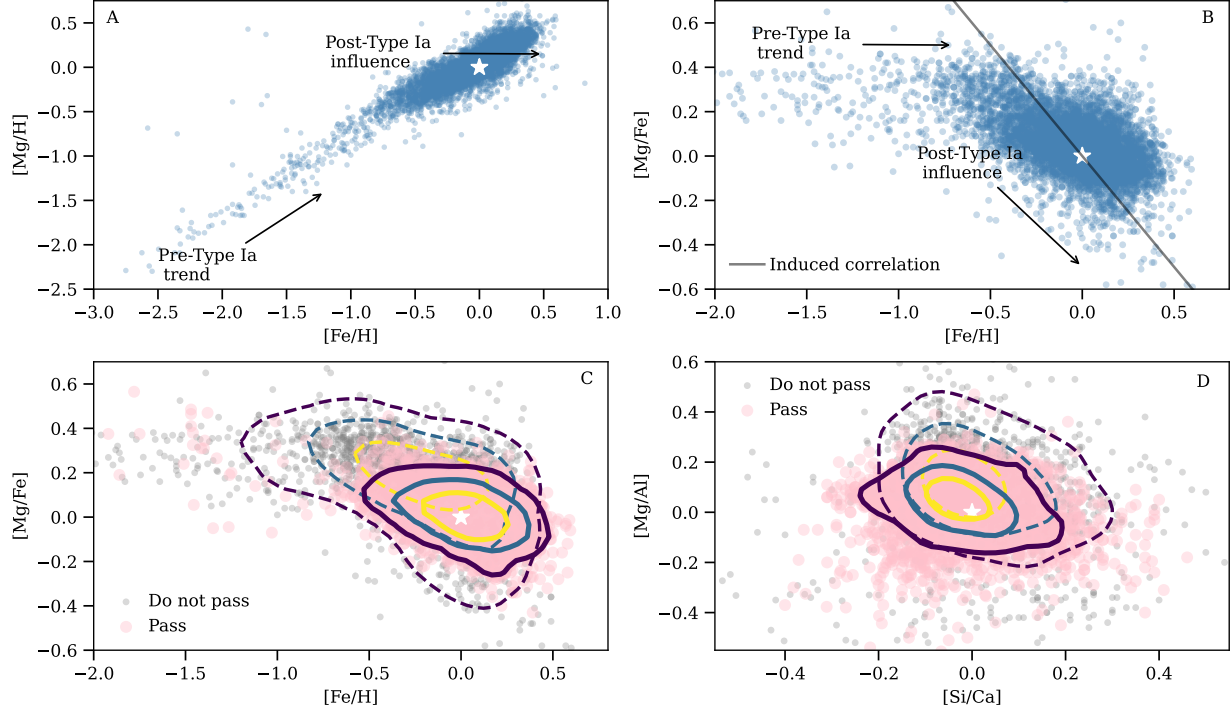 A
Post-Type Ia
influence
Pre-Type Ia
trend
[Mg/H]
0.5
0.0
−0.5
−1.0
−1.5
−2.0
−2.5
−3.0 −2.5 −2.0 −1.5 −1.0 −0.5 0.0 0.5 1.0
[Fe/H]
B
Pre-Type Ia
trend
Post-Type Ia
influence
Induced correlation
[Mg/Fe]
0.6
0.4
0.2
0.0
−0.2
−0.4
−0.6
−2.0 −1.5 −1.0 −0.5 0.0 0.5
[Fe/H]
C
Do not pass
Pass
[Mg/Fe]
0.6
0.4
0.2
0.0
−0.2
−0.4
−0.6
−2.0 −1.5 −1.0 −0.5 0.0 0.5
[Fe/H]
Do not pass
Pass
D
[Mg/Al]
0.6
0.4
0.2
0.0
−0.2
−0.4
−0.4 −0.2 0.0 0.2 0.4
[Si/Ca]